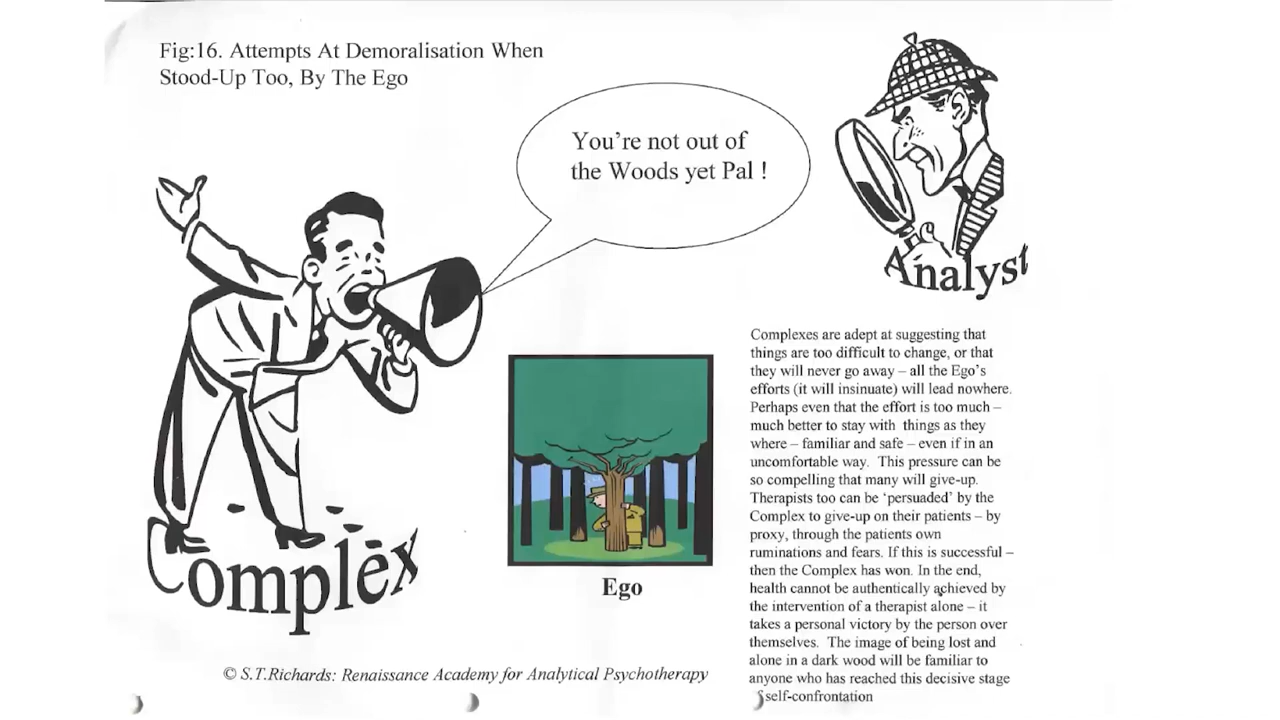 Fig:16. Attempts At Demoralisation When
Stood-Up Too, By The Ego
You're not out of
the Woods yet Pal !
Analyst
Complex
Ego
Complexes are adept at suggesting that
things are too difficult to change, or that
they will never go away – all the Ego's
efforts (it will insinuate) will lead nowhere.
Perhaps even that the effort is too much –
much better to stay with things as they
where – familiar and safe – even if in an
uncomfortable way. This pressure can be
so compelling that many will give-up.
Therapists too can be 'persuaded' by the
Complex to give-up on their patients – by
proxy, through the patients own
ruminations and fears. If this is successful –
then the Complex has won. In the end,
health cannot be authentically achieved by
the intervention of a therapist alone – it
takes a personal victory by the person over
themselves. The image of being lost and
alone in a dark wood will be familiar to
anyone who has reached this decisive stage
self-confrontation
© S.T.Richards: Renaissance Academy for Analytical Psychotherapy